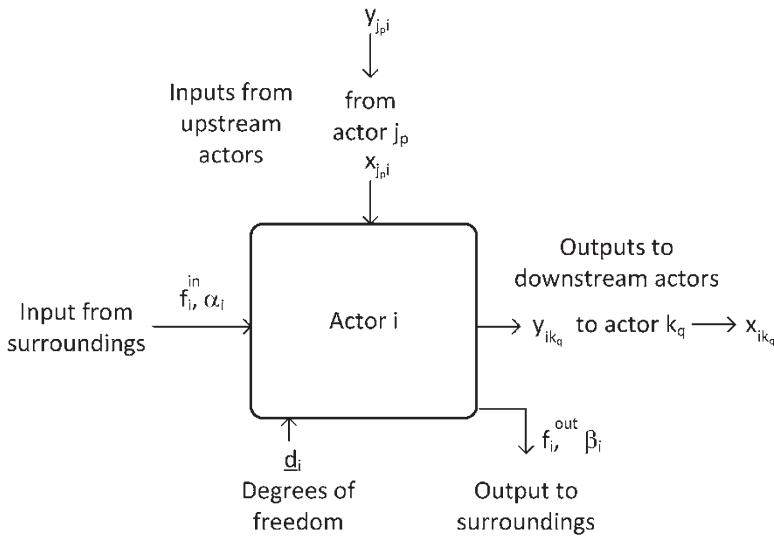 y_{j_p i}
Inputs from
upstream
actors
from
actor j_p
x_{j_p i}
Input from
surroundings
f_i^{in}, α_i
Actor i
Outputs to
downstream actors
y_{ik_q} to actor k_q x_{ik_q}
d_i
Degrees of
freedom
f_i,^{out} β_i
Output to
surroundings